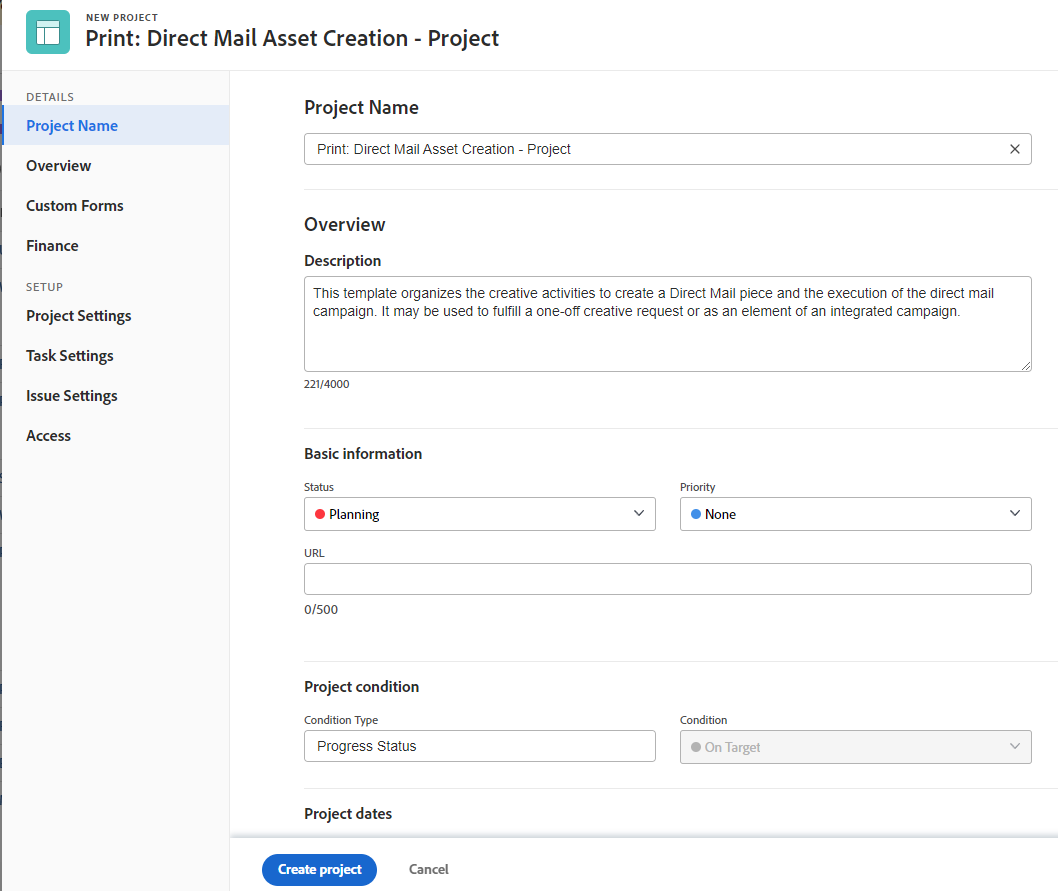 NEW PROJECT
Print: Direct Mail Asset Creation - Project
DETAILS
Project Name
Overview
Custom Forms
Finance
SETUP
Project Settings
Task Settings
Issue Settings
Access
Project Name
Print: Direct Mail Asset Creation - Project
Overview
Description
This template organizes the creative activities to create a Direct Mail piece and the execution of the direct mail
campaign. It may be used to fulfill a one-off creative request or as an element of an integrated campaign.
221/4000
Basic information
Status
Priority
Planning
None
URL
0/500
Project condition
Condition Type
Condition
Progress Status
On Target
Project dates
Create project
Cancel